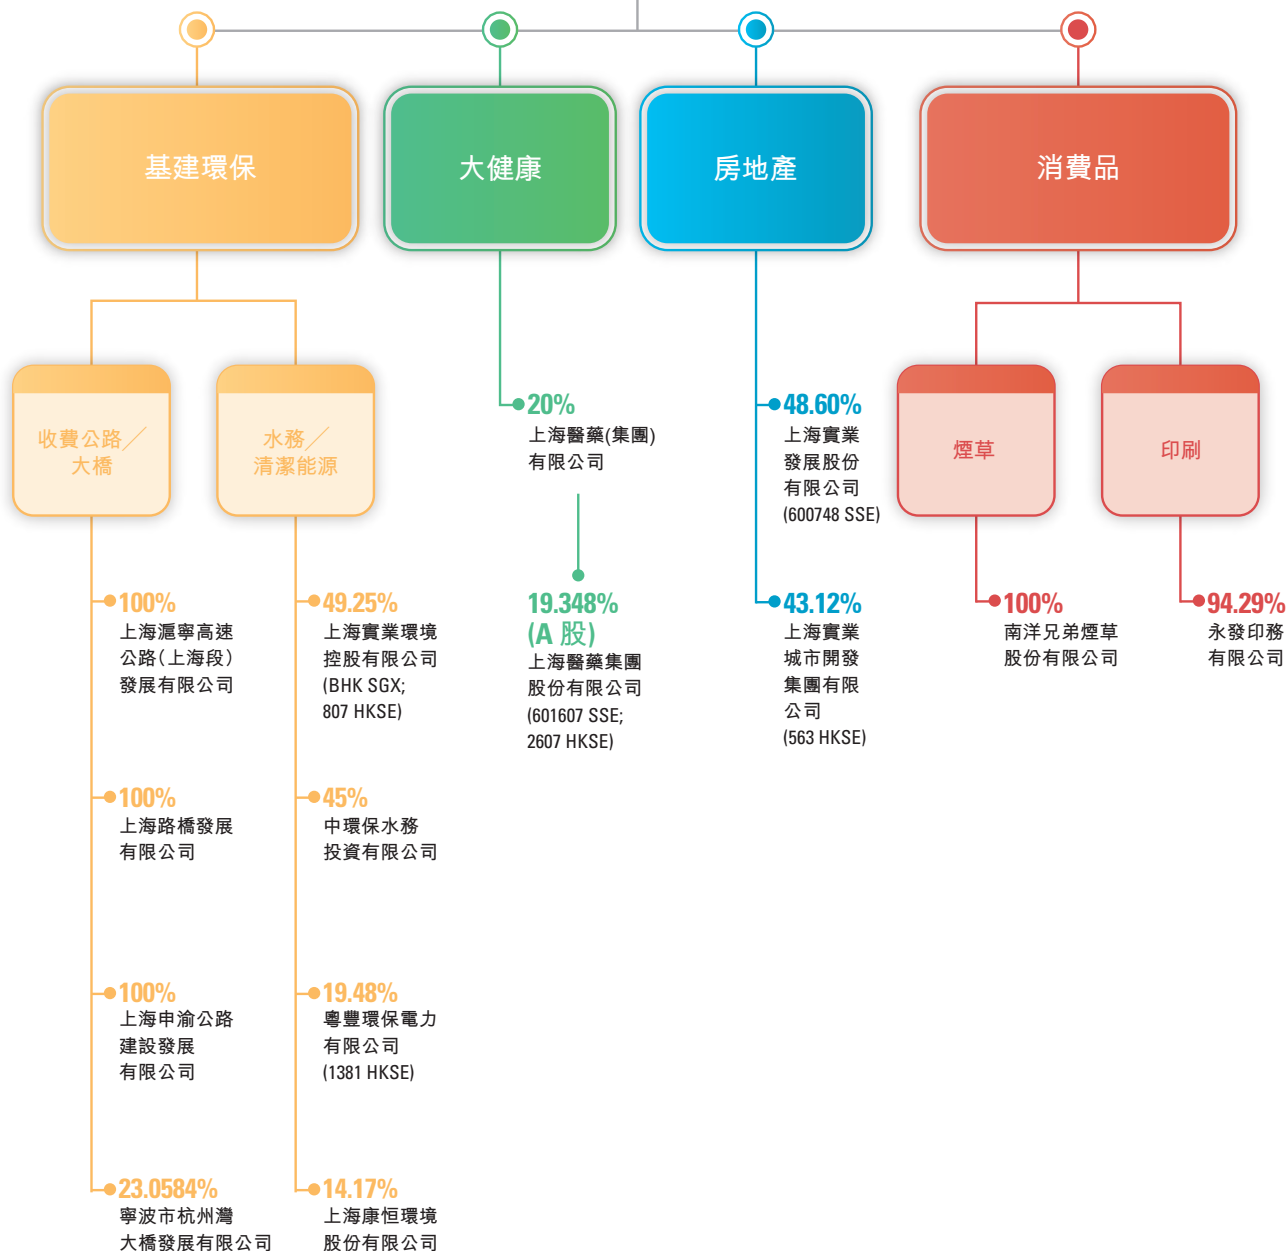 基建環保
大健康
房地產
消費品
收費公路／
大橋
水務／
清潔能源
煙草
印刷
100%
上海滬寧高速
公路(上海段)
發展有限公司
100%
上海路橋發展
有限公司
100%
上海申渝公路
建設發展
有限公司
23.0584%
寧波市杭州灣
大橋發展有限公司
49.25%
上海實業環境
控股有限公司
(BHK SGX;
807 HKSE)
45%
中環保水務
投資有限公司
19.48%
粵豐環保電力
有限公司
(1381 HKSE)
14.17%
上海康恒環境
股份有限公司
20%
上海醫藥(集團)
有限公司
19.348%
(A 股)
上海醫藥集團
股份有限公司
(601607 SSE;
2607 HKSE)
48.60%
上海實業
發展股份
有限公司
(600748 SSE)
43.12%
上海實業
城市開發
集團有限
公司
(563 HKSE)
100%
南洋兄弟煙草
股份有限公司
94.29%
永發印務
有限公司